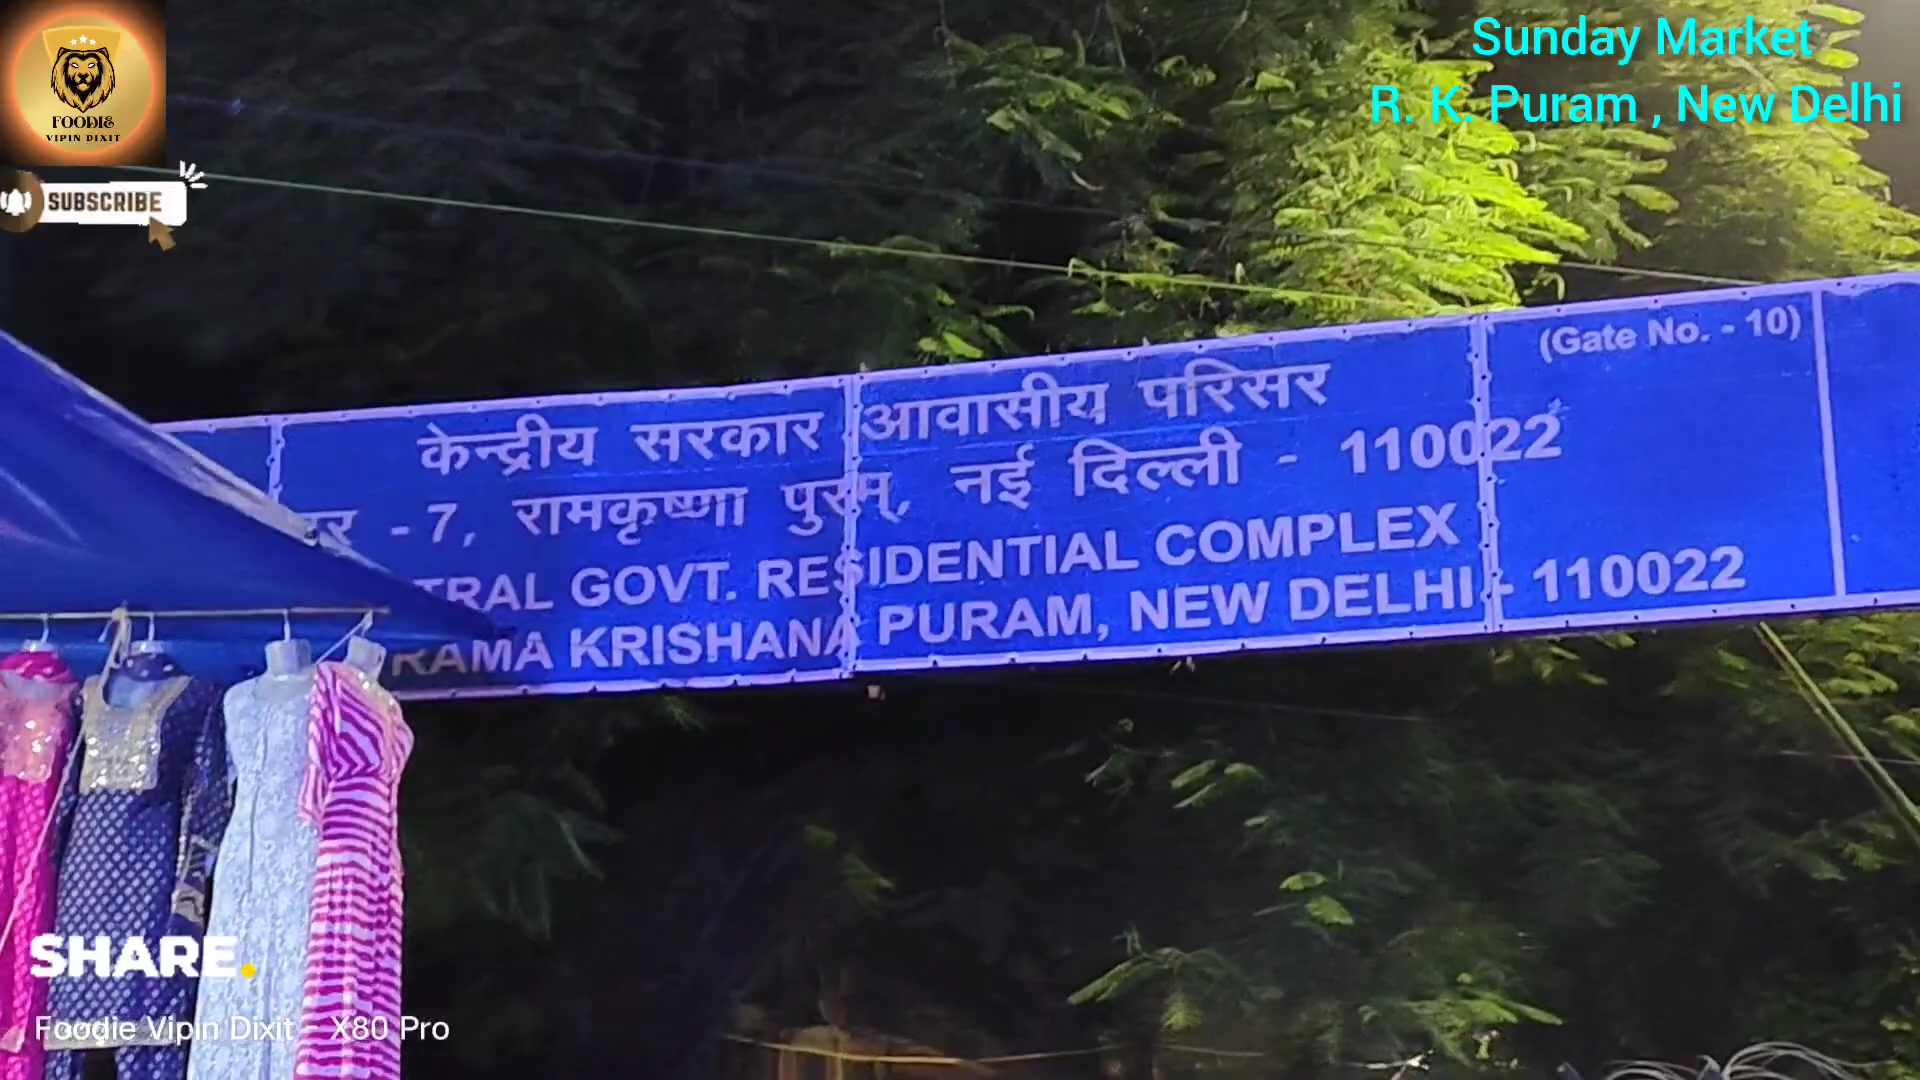 FOODIE
VIPIN DIXIT
SUBSCRIBE
Sunday Market
R. K. Puram , New Delhi
(Gate No. - 10)
केन्द्रीय सरकार आवासीय परिसर
-7, रामकृष्णा पुरम्, नई दिल्ली - 110022
TRAL GOVT. RESIDENTIAL COMPLEX
RAMA KRISHANA PURAM, NEW DELHI - 110022
SHARE.
Foodie Vipin Dixit - X80 Pro